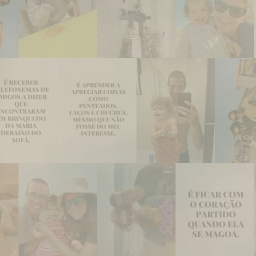 É RECEBER
TELEFONEMAS DE
AMIGOS A DIZER
QUE
ENCONTRARAM
UM BRINQUEDO
DA MARIA
DEBAIXO DO
SOFÁ.
É APRENDER A
APRECIAR COISAS
COMO
PENTEADOS,
LAÇOS E CHUCHUS,
MESMO QUE NÃO
FOSSE DO MEU
INTERESSE.
É FICAR COM
O CORAÇÃO
PARTIDO
QUANDO ELA
SE MAGOA.